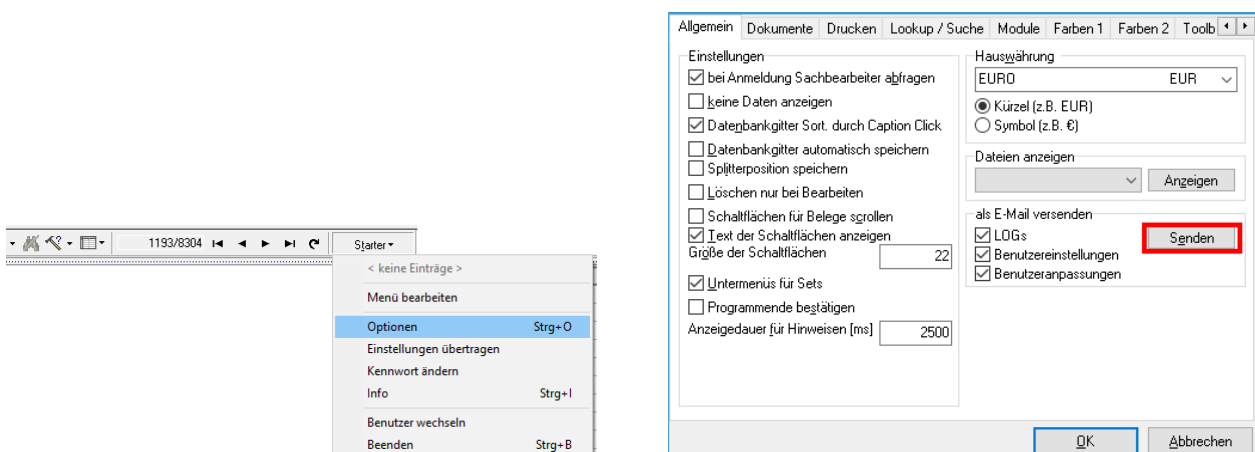 1193/8304
Starter
< keine Einträge >
Menü bearbeiten
Optionen Strg+O
Einstellungen übertragen
Kennwort ändern
Info Strg+I
Benutzer wechseln
Beenden Strg+B
Allgemein Dokumente Drucken Lookup / Suche Module Farben 1 Farben 2 Toolb
Einstellungen
bei Anmeldung Sachbearbeiter abfragen
keine Daten anzeigen
Datenbankgitter Sort. durch Caption Click
Datenbankgitter automatisch speichern
Splitterposition speichern
Löschen nur bei Bearbeiten
Schaltflächen für Belege scrollen
Text der Schaltflächen anzeigen
Größe der Schaltflächen 22
Untermenüs für Sets
Programmende bestätigen
Anzeigedauer für Hinweisen [ms] 2500
Hauswährung
EURO EUR
Kürzel (z.B. EUR)
Symbol (z.B. €)
Dateien anzeigen
Anzeigen
als E-Mail versenden
LOGs Senden
Benutzereinstellungen
Benutzeranpassungen
OK Abbrechen